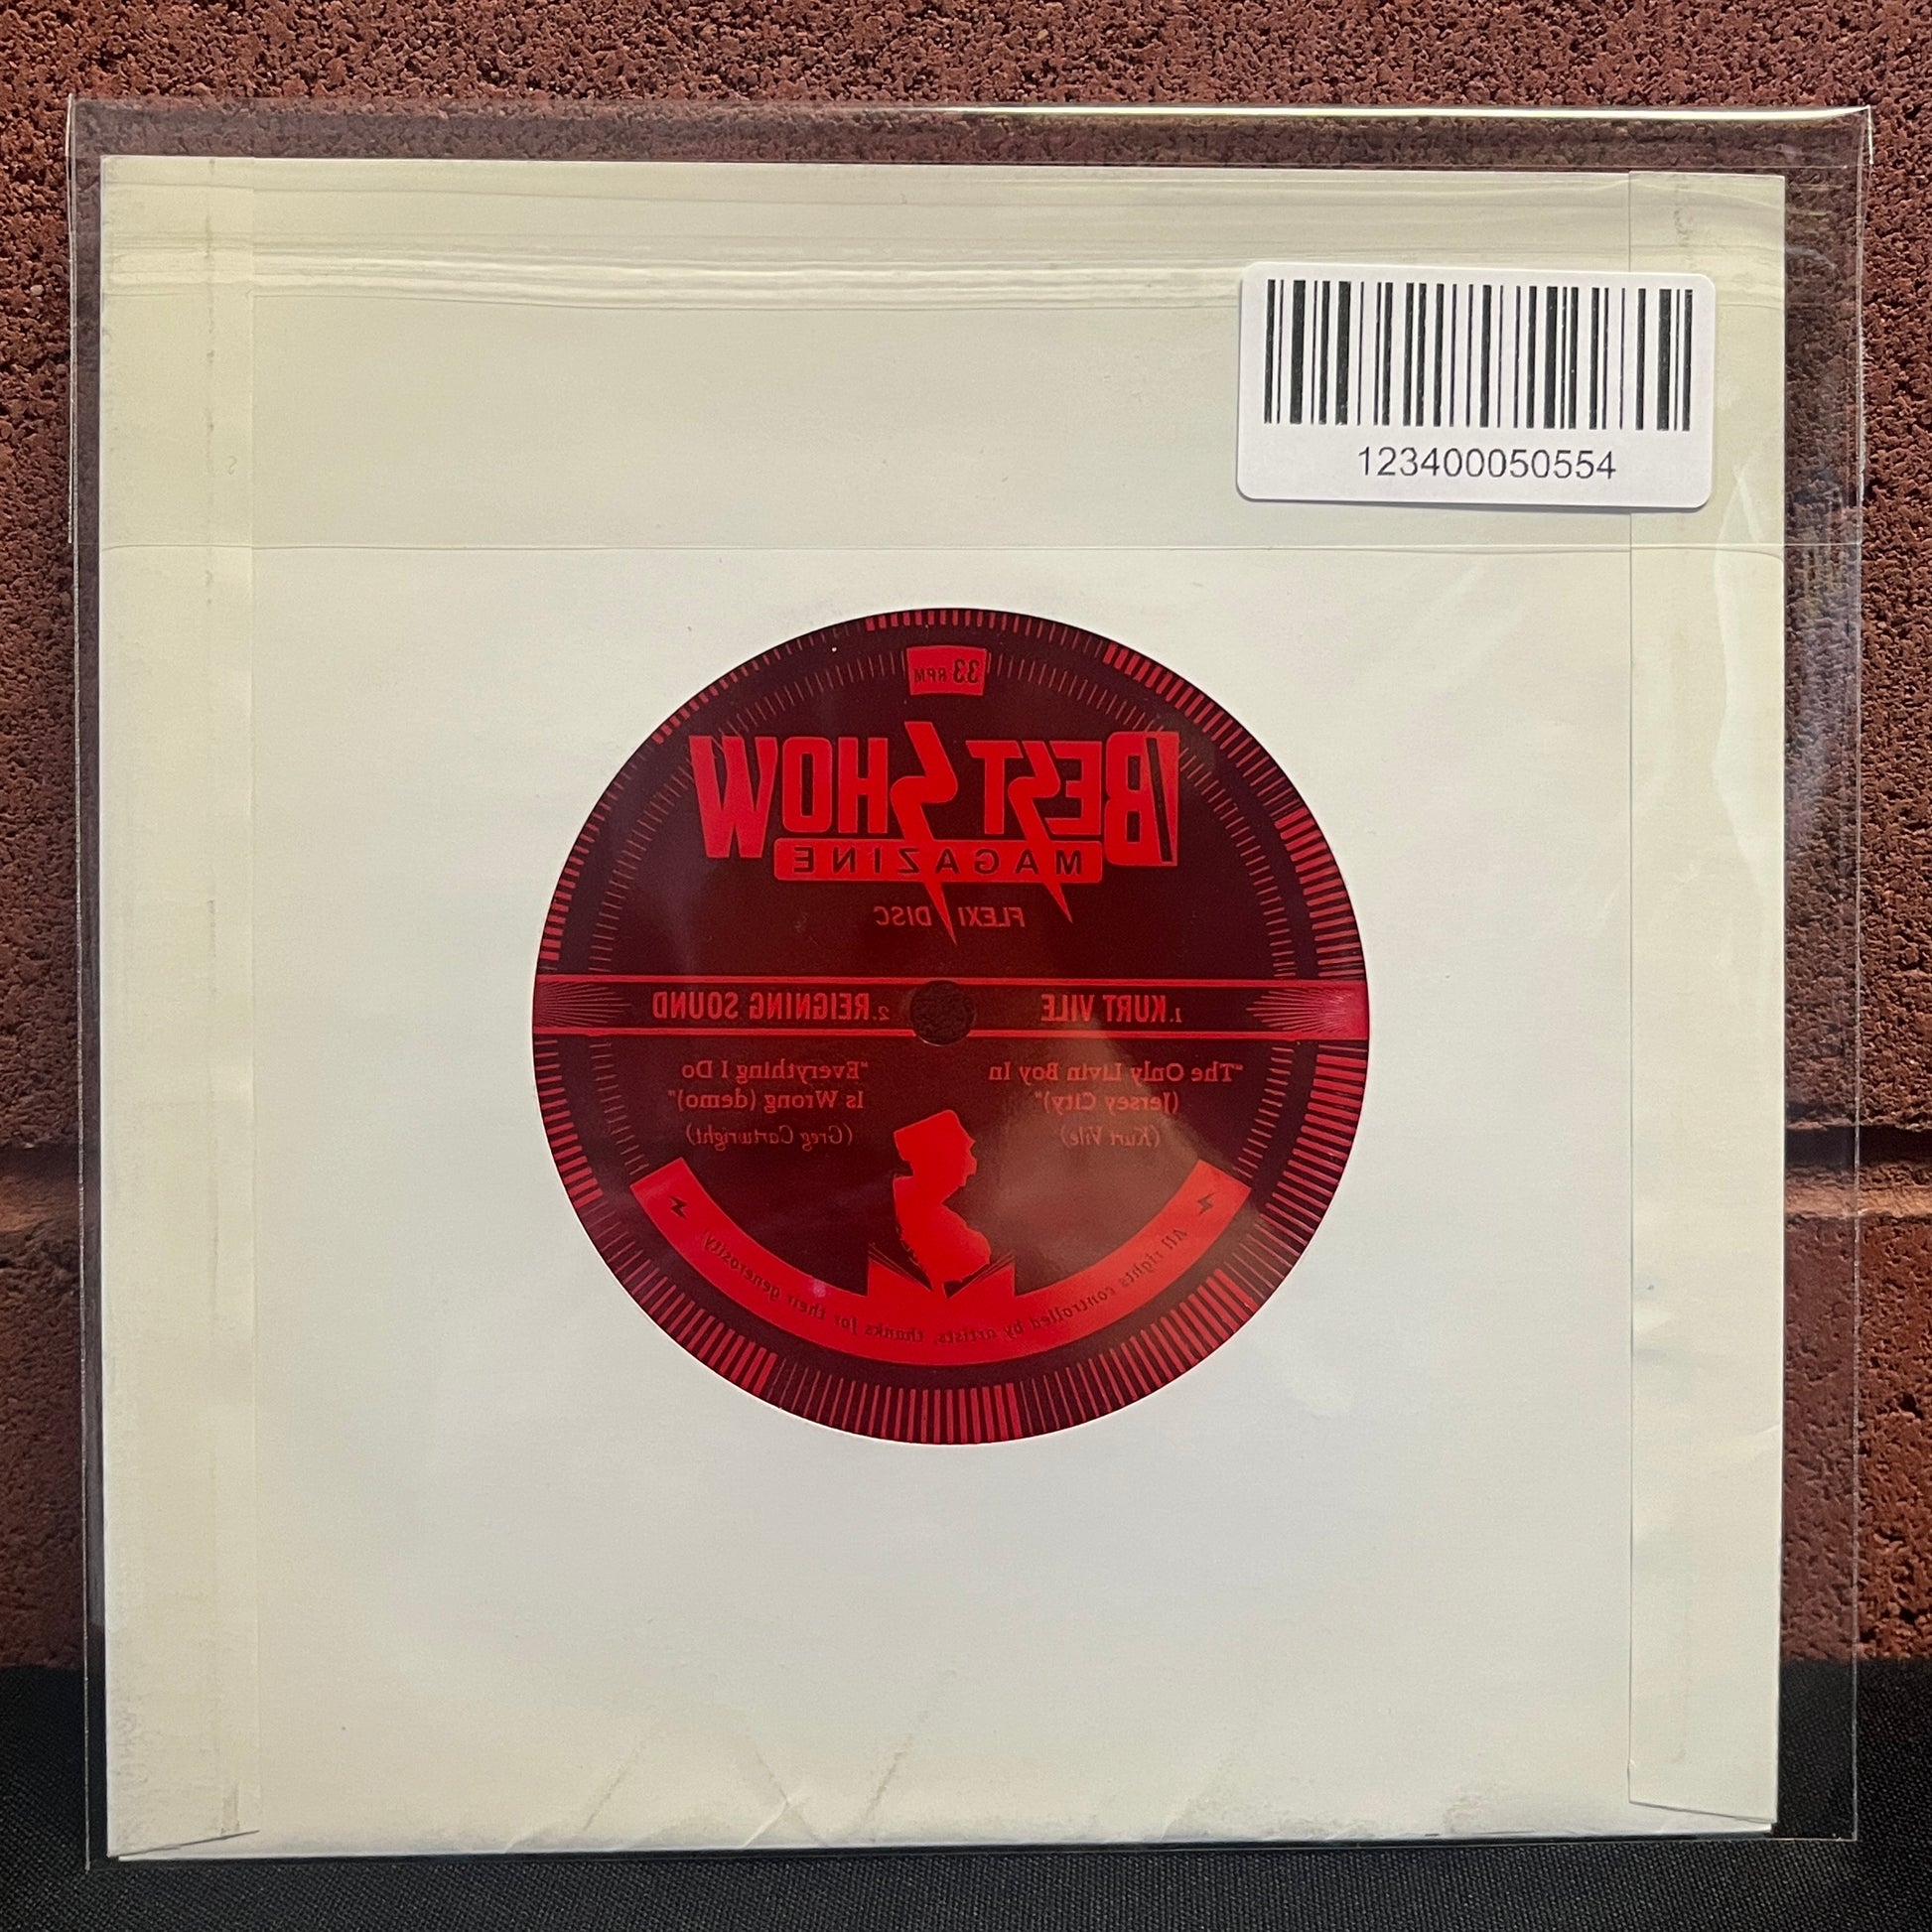 123400050554
33 RPM
BEST SHOW
MAGAZINE
FLEXI DISC
1. KURT VILE
2. REIGNING SOUND
"The Only Livin Boy In
(Jersey City)"
(Kurt Vile)
"Everything I Do
Is Wrong (demo)"
(Greg Cartwright)
All rights controlled by artists, thanks for their generosity